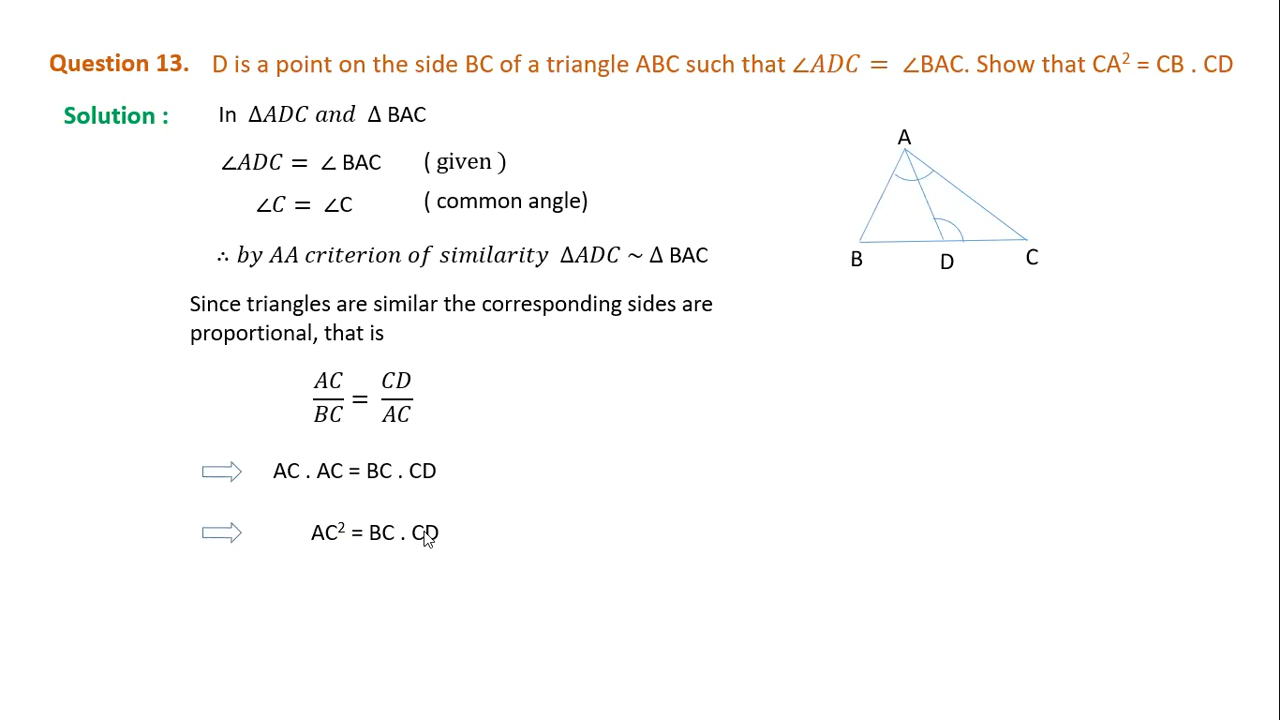 Question 13. D is a point on the side BC of a triangle ABC such that ∠ADC = ∠BAC. Show that CA² = CB . CD
Solution : In ΔADC and Δ BAC
∠ADC = ∠ BAC ( given )
∠C = ∠C ( common angle)
∴ by AA criterion of similarity ΔADC ~ Δ BAC
Since triangles are similar the corresponding sides are
proportional, that is
AC/BC = CD/AC
AC . AC = BC . CD
AC² = BC . CD
A
B
D
C